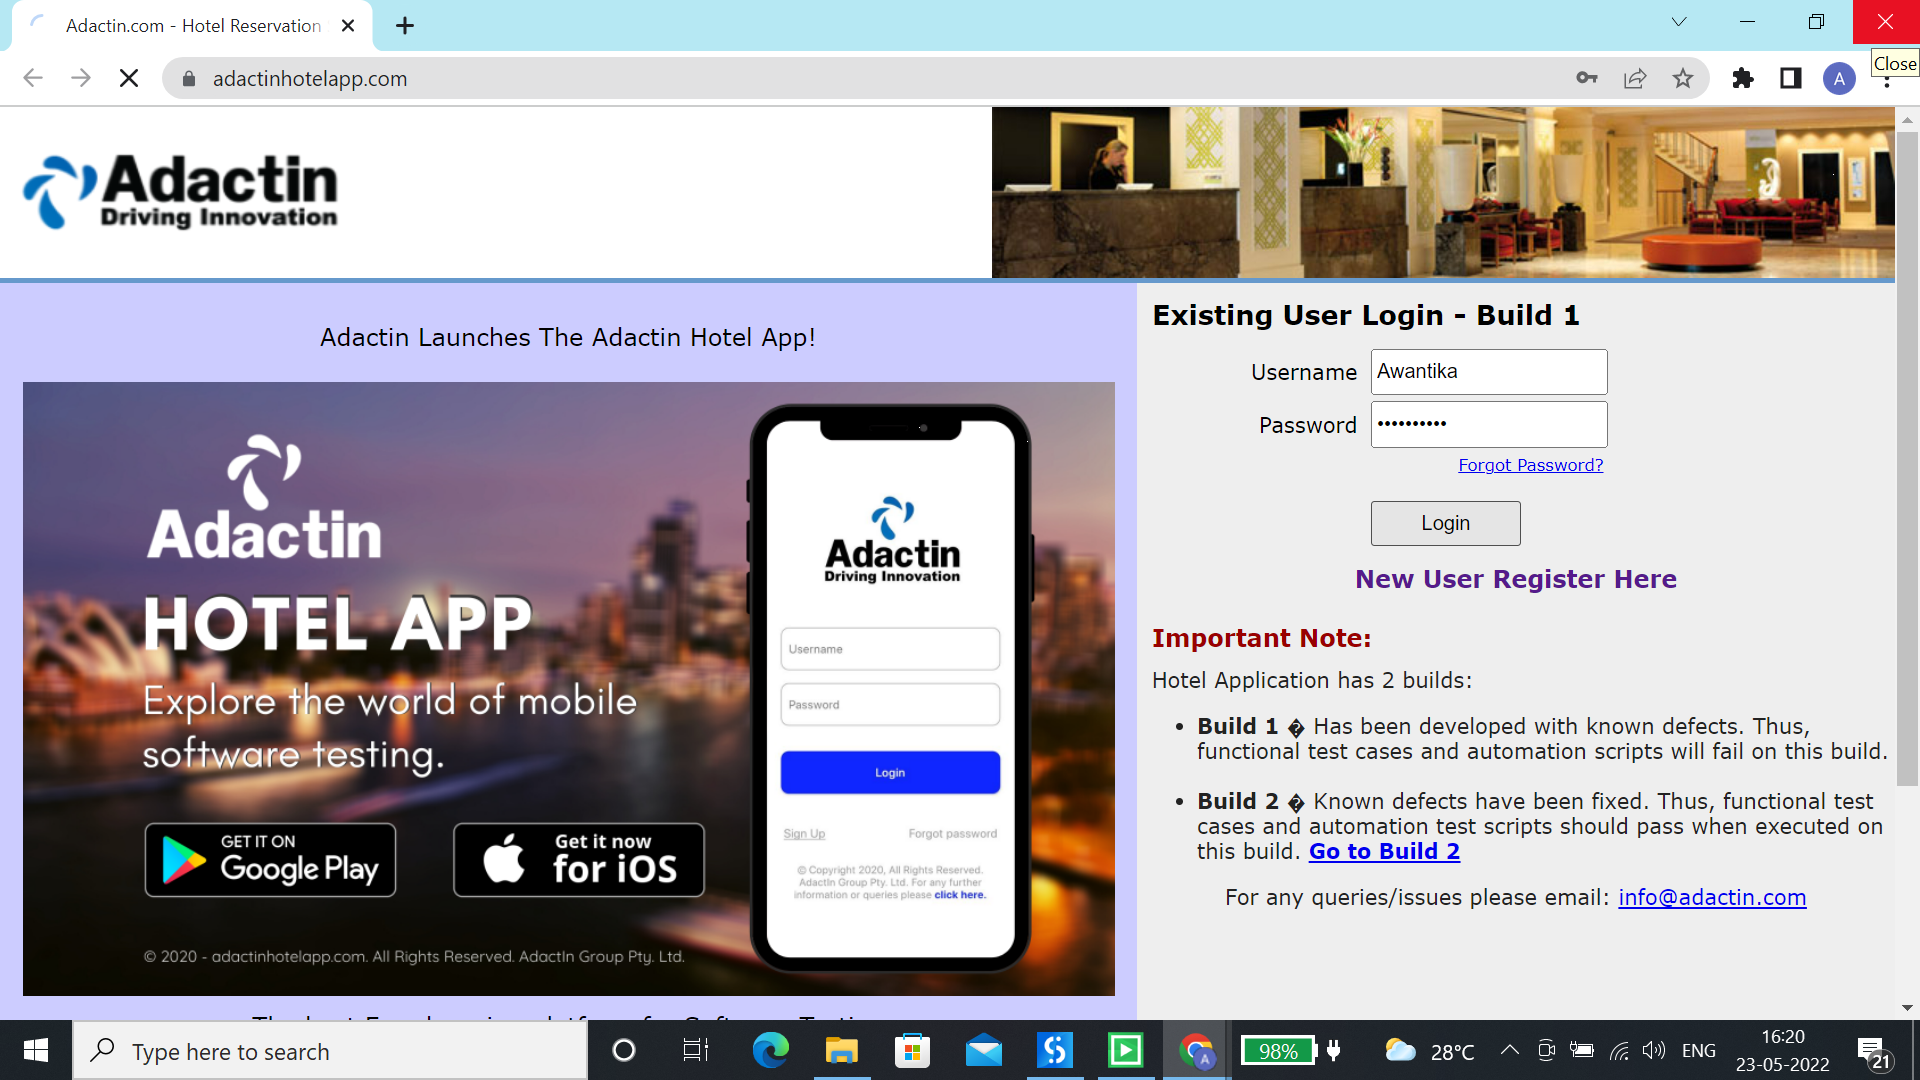 Adactin.com - Hotel Reservation
adactinhotelapp.com
A
Close
Adactin
Driving Innovation
Adactin Launches The Adactin Hotel App!
Adactin
HOTEL APP
Explore the world of mobile
software testing.
GET IT ON
Google Play
Get it now
for iOS
© 2020 - adactinhotelapp.com. All Rights Reserved. AdactIn Group Pty. Ltd.
Adactin
Driving Innovation
Username
Password
Login
Sign Up Forgot password
© Copyright 2020, All Rights Reserved.
AdactIn Group Pty. Ltd. For any further
information or queries please click here.
Existing User Login - Build 1
Username Awantika
Password ••••••••••
Forgot Password?
Login
New User Register Here
Important Note:
Hotel Application has 2 builds:
• Build 1 � Has been developed with known defects. Thus,
functional test cases and automation scripts will fail on this build.
• Build 2 � Known defects have been fixed. Thus, functional test
cases and automation test scripts should pass when executed on
this build. Go to Build 2
For any queries/issues please email: info@adactin.com
Type here to search
A
98%
28°C
ENG
16:20
23-05-2022
21